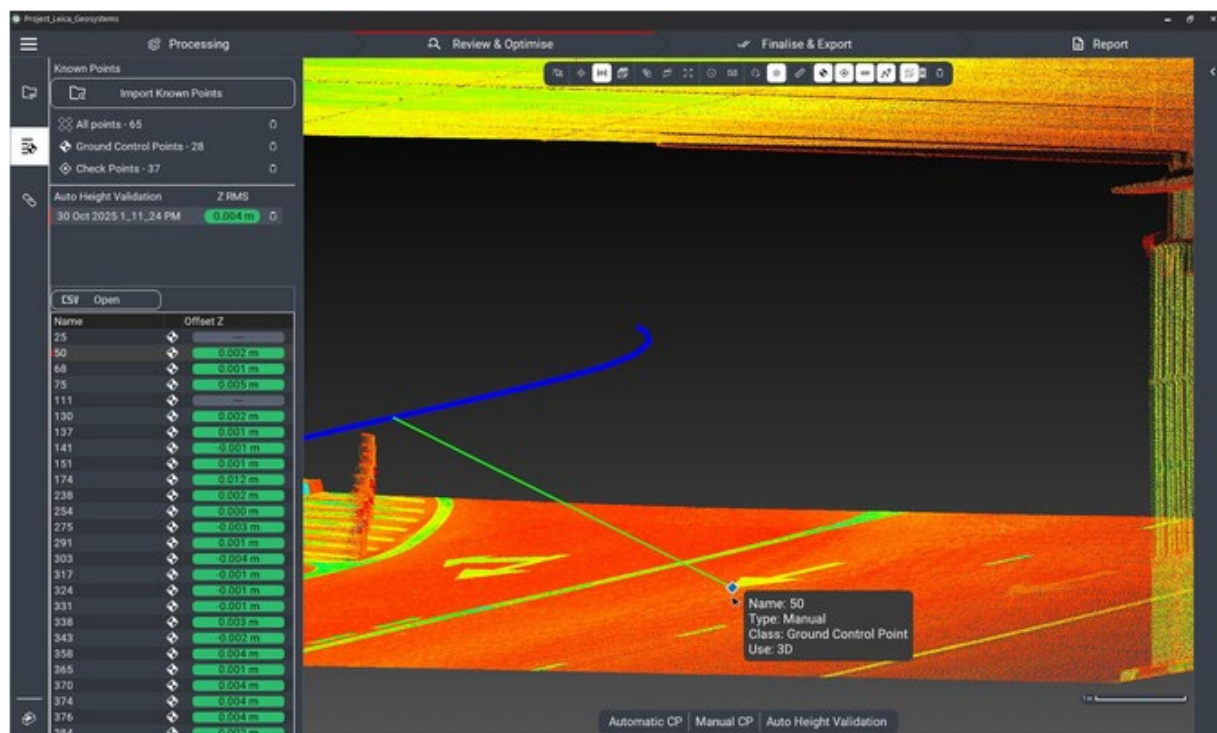 Project_Leica_Geosystems
Processing
Review & Optimise
Finalise & Export
Report
Known Points
Import Known Points
All points - 65
Ground Control Points - 28
Check Points - 37
Auto Height Validation Z RMS
30 Oct 2025 1_11_24 PM 0.004 m
CSV Open
Name Offset Z
25 ---
50 0.002 m
68 0.001 m
75 0.005 m
111 ---
130 0.002 m
137 0.001 m
141 -0.001 m
151 0.001 m
174 0.012 m
238 0.002 m
254 0.000 m
275 -0.003 m
291 0.001 m
303 -0.004 m
317 -0.001 m
324 -0.001 m
331 -0.001 m
338 0.003 m
343 -0.002 m
358 0.004 m
365 0.001 m
370 0.004 m
374 0.004 m
376 0.004 m
Name: 50
Type: Manual
Class: Ground Control Point
Use: 3D
Automatic CP | Manual CP | Auto Height Validation